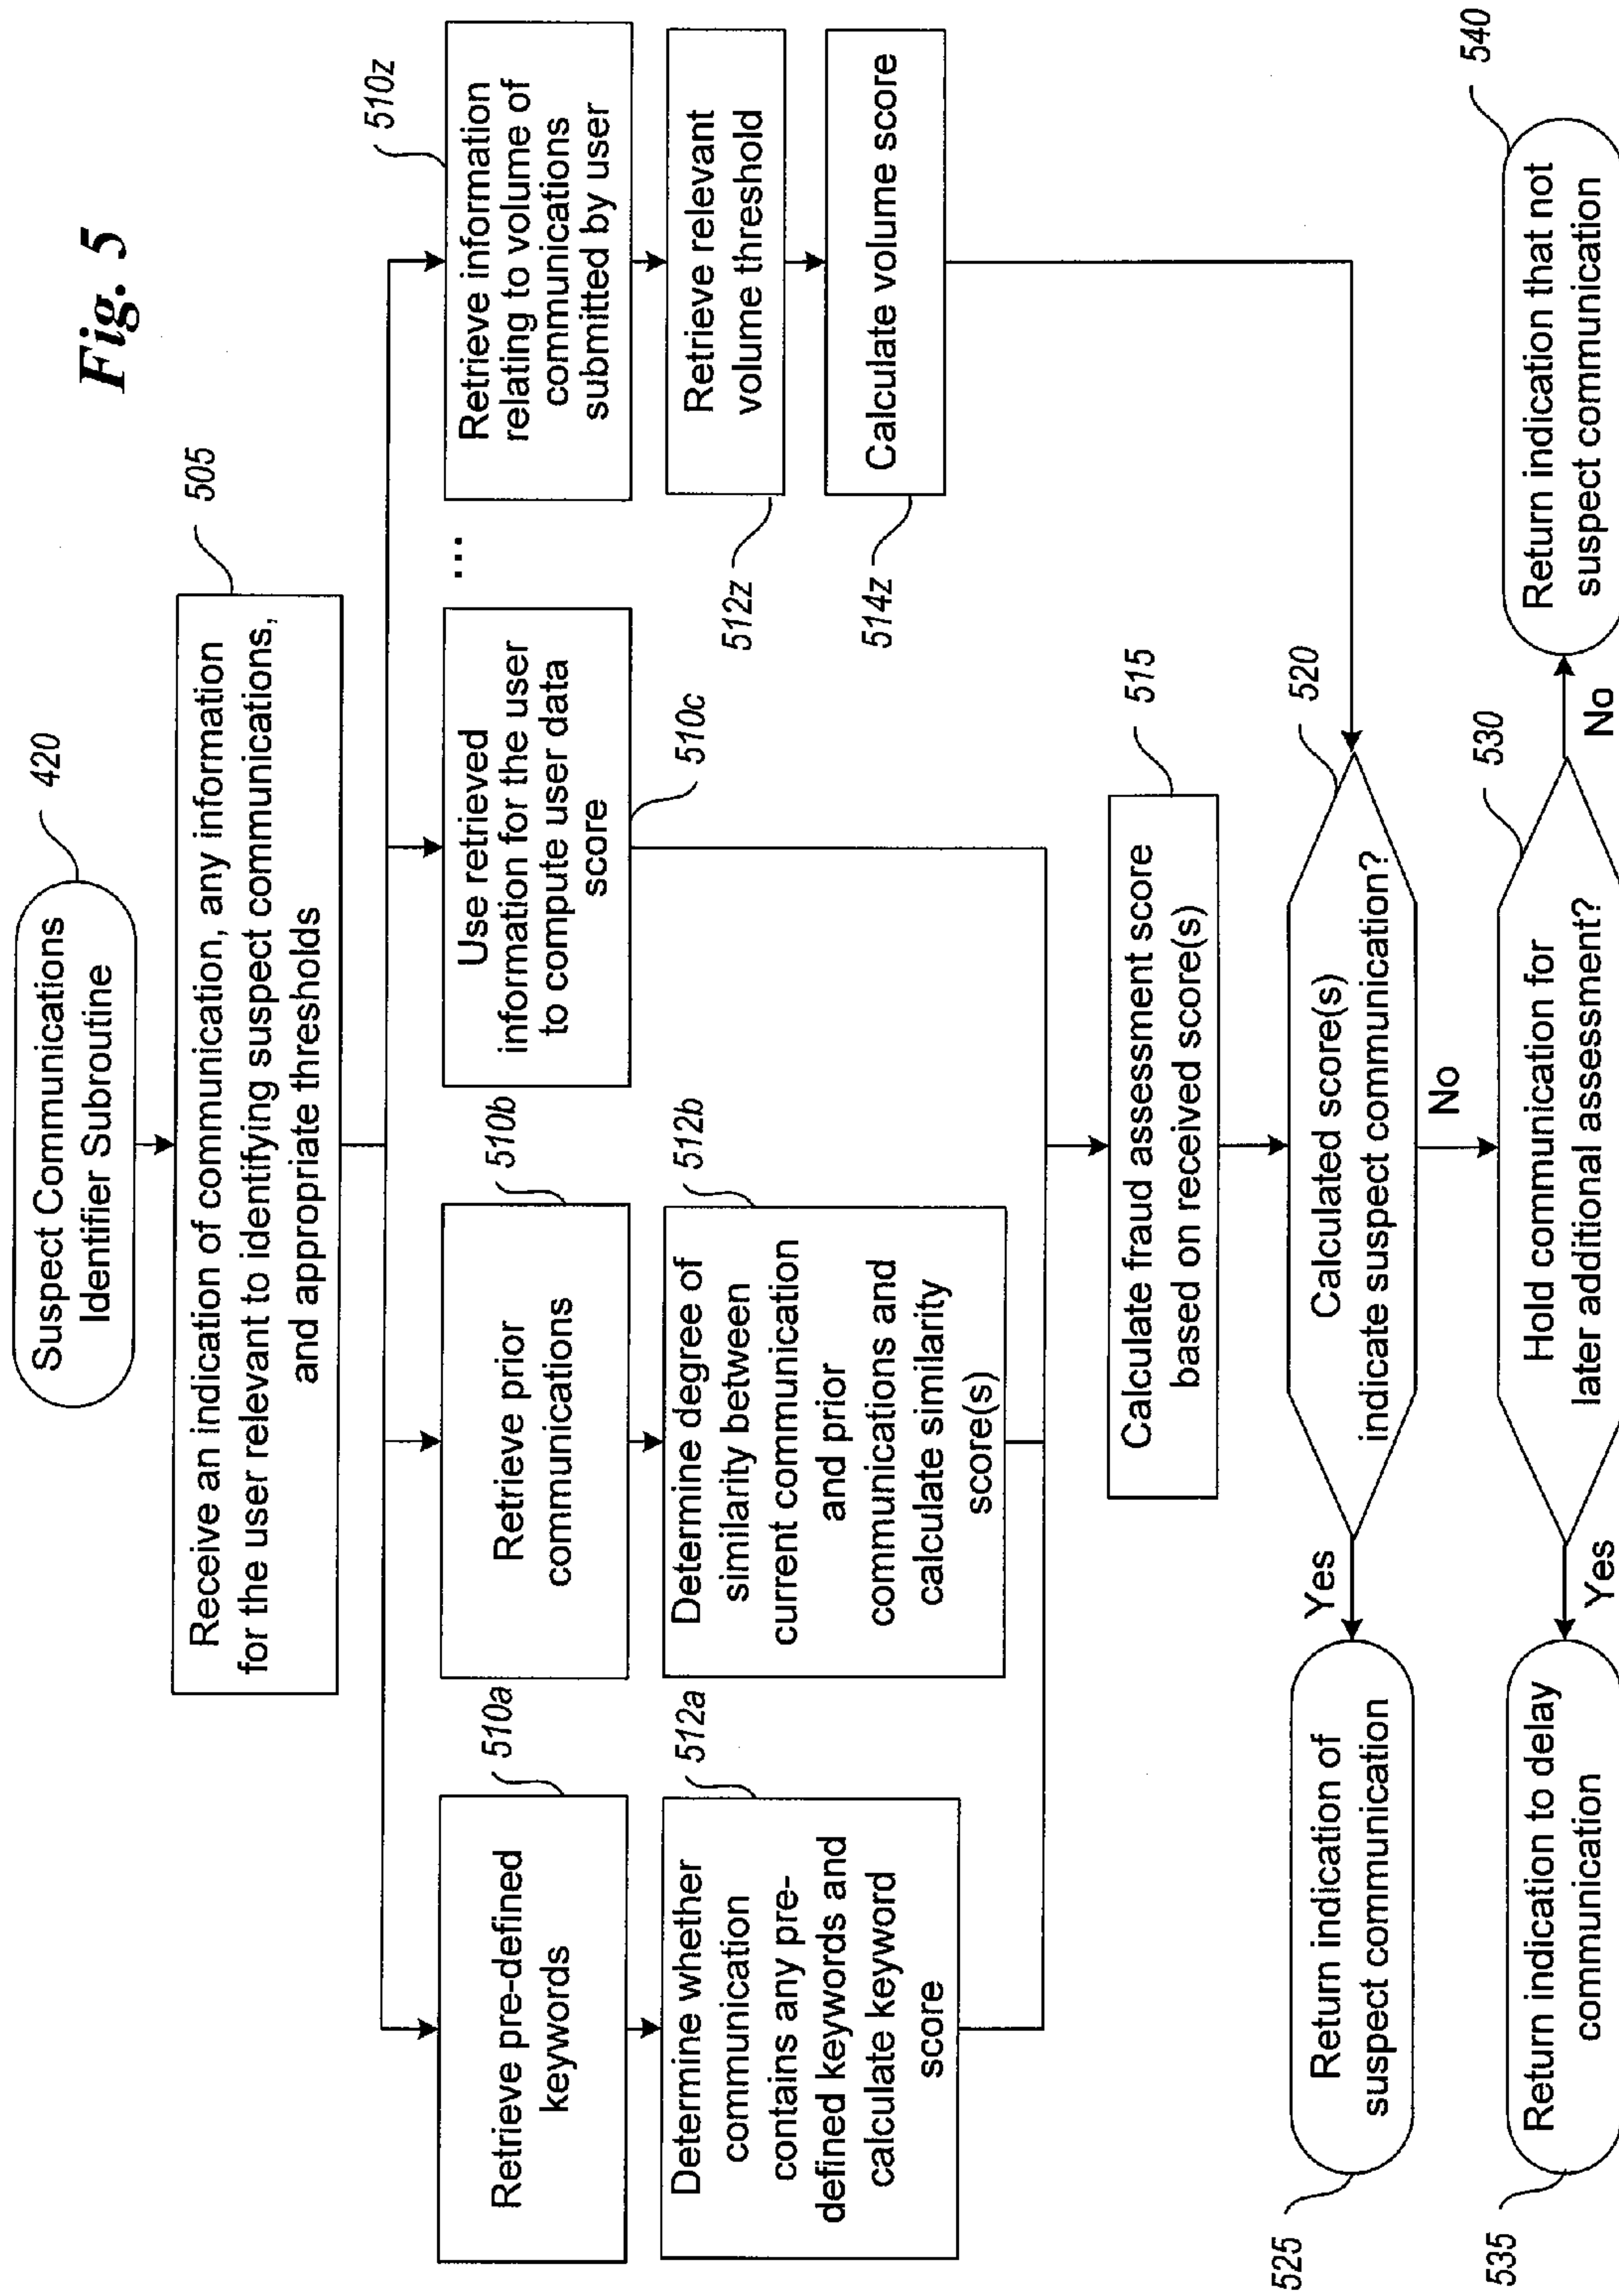 Fig. 5
Suspect Communications
Identifier Subroutine
420
505
Receive an indication of communication, any information
for the user relevant to identifying suspect communications,
and appropriate thresholds
510a
Retrieve pre-defined
keywords
512a
Determine whether
communication
contains any pre-
defined keywords and
calculate keyword
score
510b
Retrieve prior
communications
512b
Determine degree of
similarity between
current communication
and prior
communications and
calculate similarity
score(s)
Use retrieved
information for the user
to compute user data
score
510c
...
510z
Retrieve information
relating to volume of
communications
submitted by user
Retrieve relevant
volume threshold
512z
Calculate volume score
514z
515
Calculate fraud assessment score
based on received score(s)
520
Calculated score(s)
indicate suspect communication?
Yes
Return indication of
suspect communication
525
No
530
Hold communication for
later additional assessment?
Yes
Return indication to delay
communication
535
No
540
Return indication that not
suspect communication